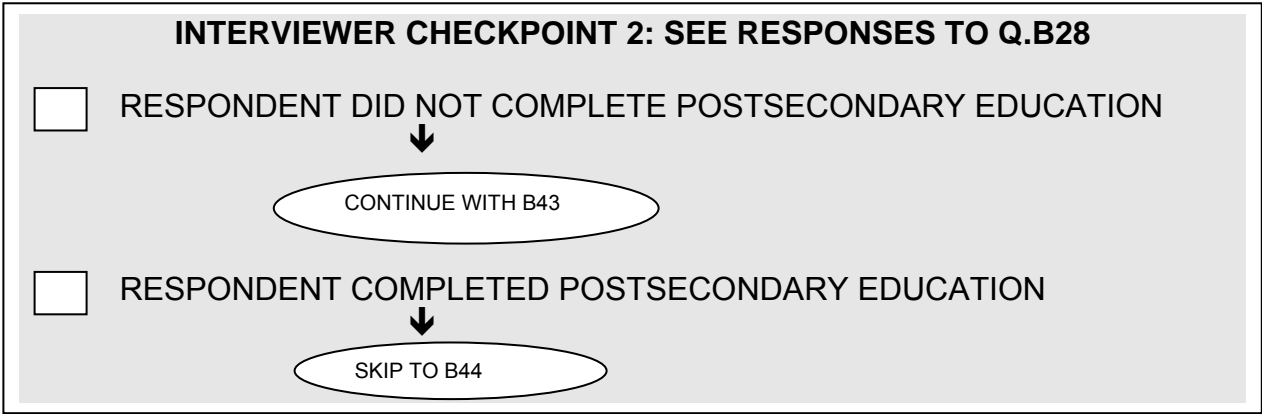 INTERVIEWER CHECKPOINT 2: SEE RESPONSES TO Q.B28
RESPONDENT DID NOT COMPLETE POSTSECONDARY EDUCATION
CONTINUE WITH B43
RESPONDENT COMPLETED POSTSECONDARY EDUCATION
SKIP TO B44